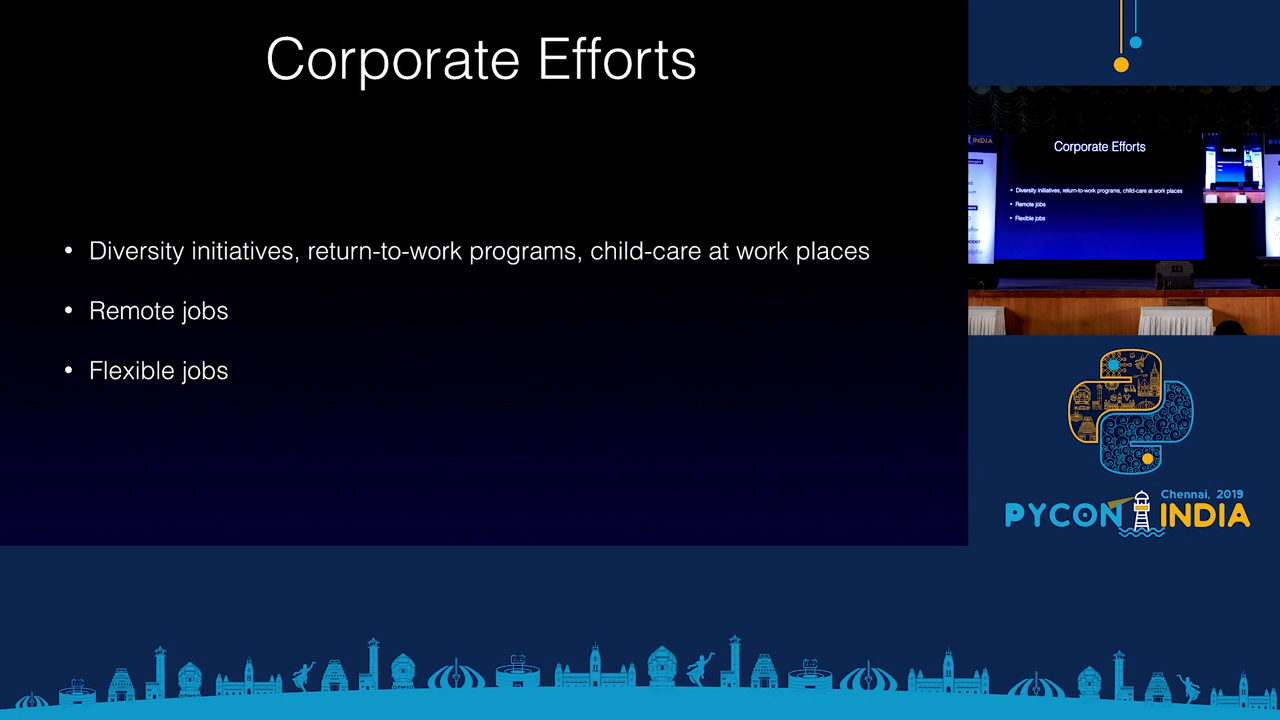 Corporate Efforts
• Diversity initiatives, return-to-work programs, child-care at work places
• Remote jobs
• Flexible jobs
INDIA
Corporate Efforts
• Diversity initiatives, return-to-work programs, child-care at work places
• Remote jobs
• Flexible jobs
Chennai, 2019
PYCON INDIA